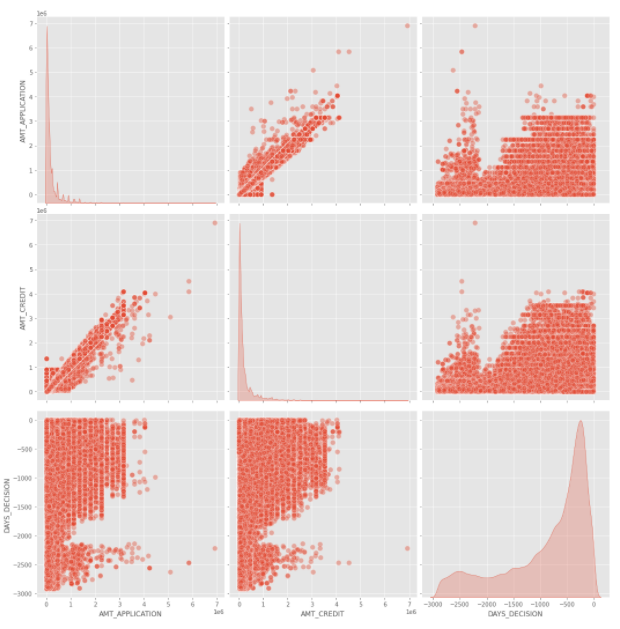 1e6
7
6
5
4
3
2
1
0
AMT_APPLICATION
1e6
7
6
5
4
3
2
1
0
AMT_CREDIT
0
−500
−1000
−1500
−2000
−2500
−3000
DAYS_DECISION
0 1 2 3 4 5 6 7
1e6
AMT_APPLICATION
0 1 2 3 4 5 6 7
1e6
AMT_CREDIT
−3000 −2500 −2000 −1500 −1000 −500 0
DAYS_DECISION